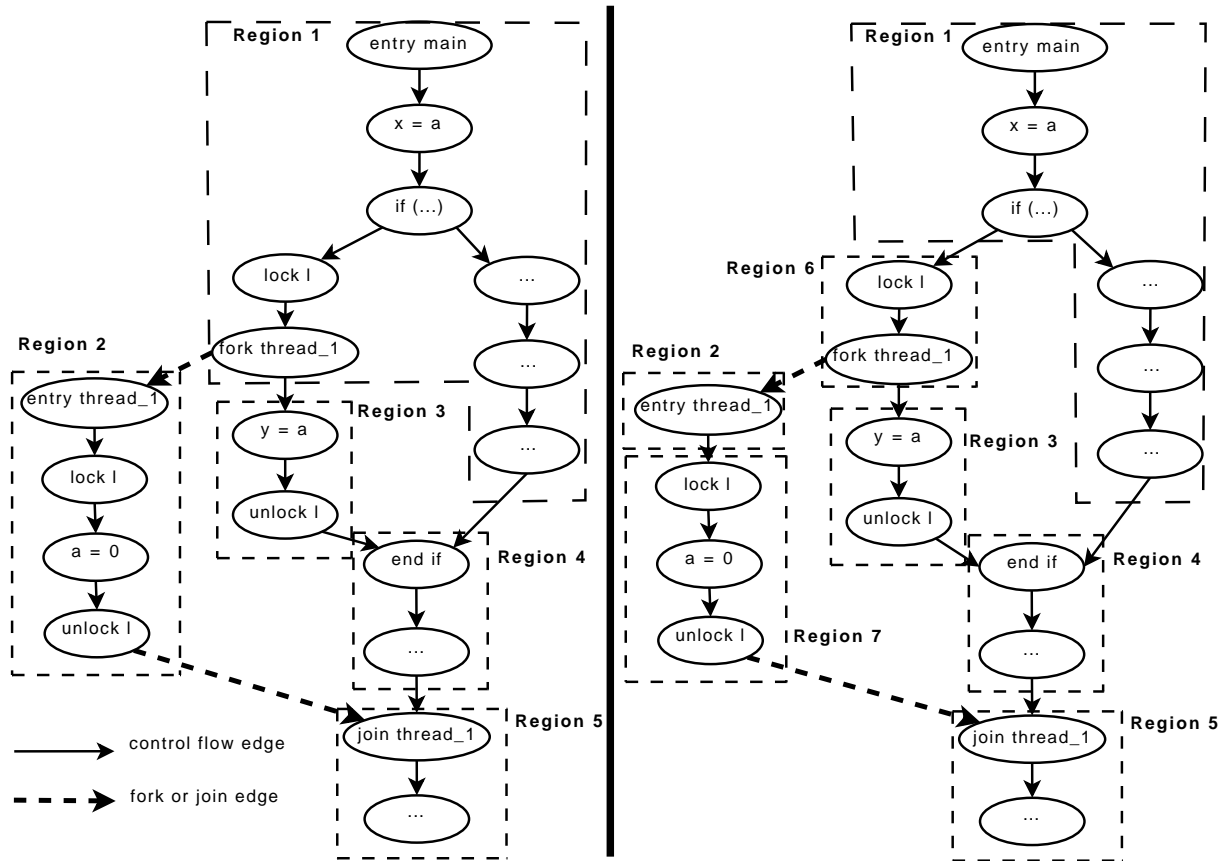 Region 1
entry main
x = a
if (...)
lock l
...
fork thread_1
...
Region 2
entry thread_1
Region 3
y = a
...
lock l
unlock l
a = 0
end if
Region 4
unlock l
...
Region 5
join thread_1
control flow edge
fork or join edge
...
Region 1
entry main
x = a
if (...)
Region 6
lock l
...
fork thread_1
...
Region 2
entry thread_1
y = a
Region 3
...
lock l
unlock l
a = 0
end if
Region 4
unlock l
Region 7
...
Region 5
join thread_1
...